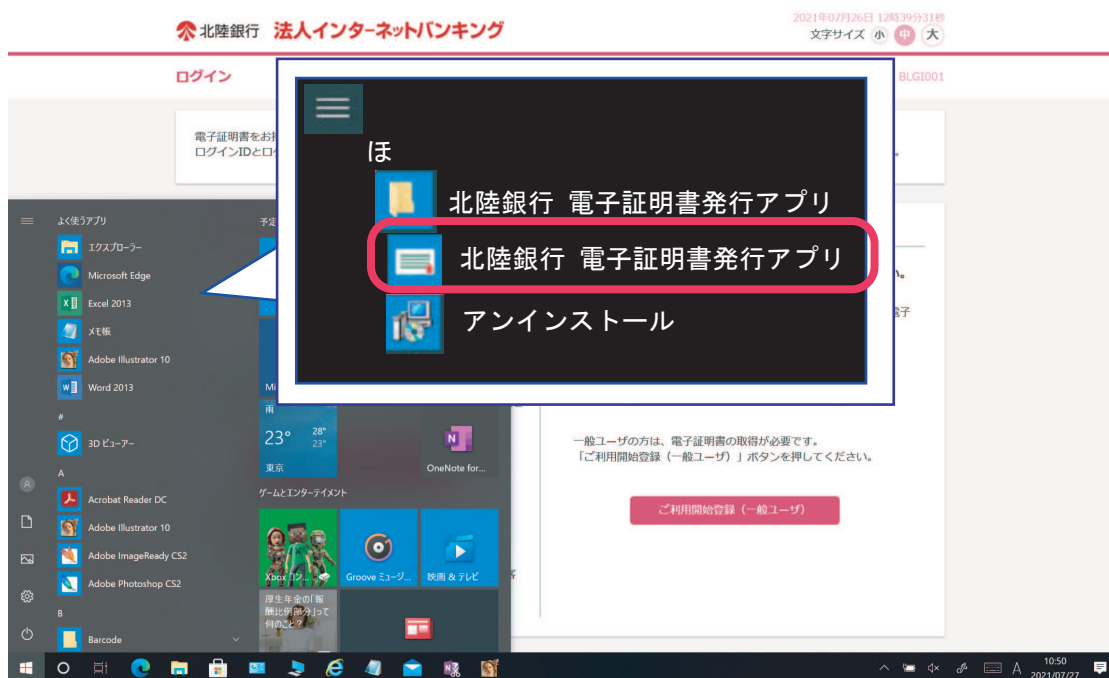 北陸銀行 法人インターネットバンキング
2021年07月26日 12時39分31秒
文字サイズ 小 中 大
ログイン
BLGI001
電子証明書をお持
ログインIDとログ
ほ
北陸銀行 電子証明書発行アプリ
北陸銀行 電子証明書発行アプリ
アンインストール
よく使うアプリ
エクスプローラー
Microsoft Edge
Excel 2013
メモ帳
Adobe Illustrator 10
Word 2013
#
3D ビューアー
A
Acrobat Reader DC
Adobe Illustrator 10
Adobe ImageReady CS2
Adobe Photoshop CS2
B
Barcode
予定
Mi
雨
23° 28°
23°
東京
OneNote for...
ゲームとエンターテイメント
Xbox コン...
Groove ミュージ...
映画 & テレビ
厚生年金の「報
酬比例部分」って
何のこと?
い。
電子
一般ユーザの方は、電子証明書の取得が必要です。
「ご利用開始登録（一般ユーザ）」ボタンを押してください。
ご利用開始登録（一般ユーザ）
A
10:50
2021/07/27